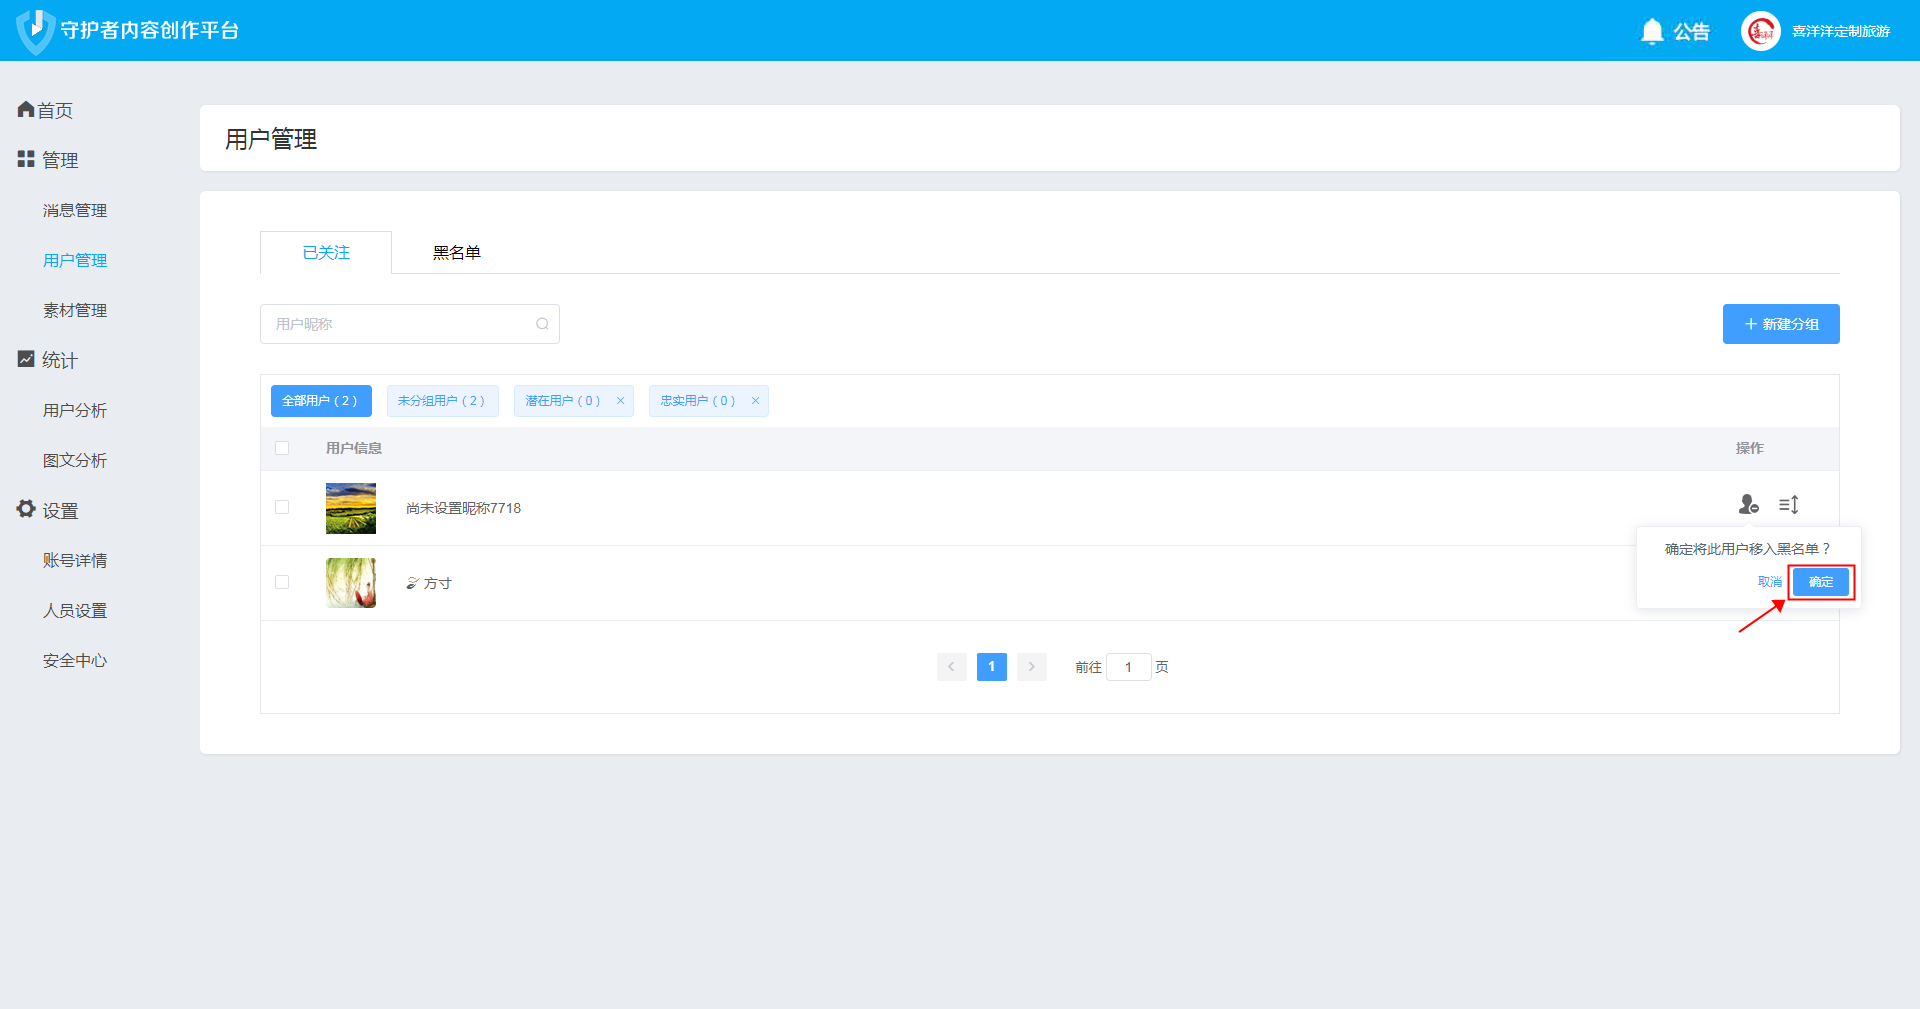 守护者内容创作平台
公告
喜洋洋定制旅游
首页
管理
消息管理
用户管理
素材管理
统计
用户分析
图文分析
设置
账号详情
人员设置
安全中心
用户管理
已关注
黑名单
用户昵称
新建分组
全部用户 ( 2 )
未分组用户 ( 2 )
潜在用户 ( 0 )
忠实用户 ( 0 )
用户信息
操作
尚未设置昵称7718
确定将此用户移入黑名单？
取消
确定
方寸
1
前往 1 页